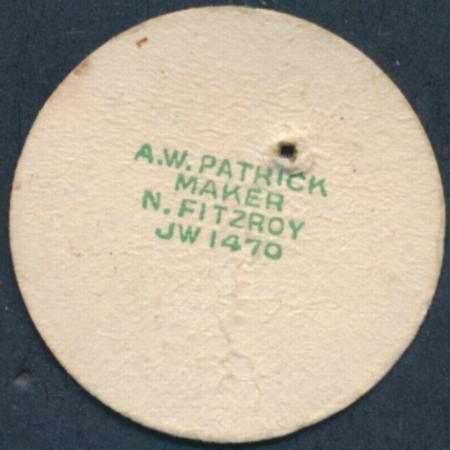 A.W. PATRICK
MAKER
N. FITZROY
JW 1470